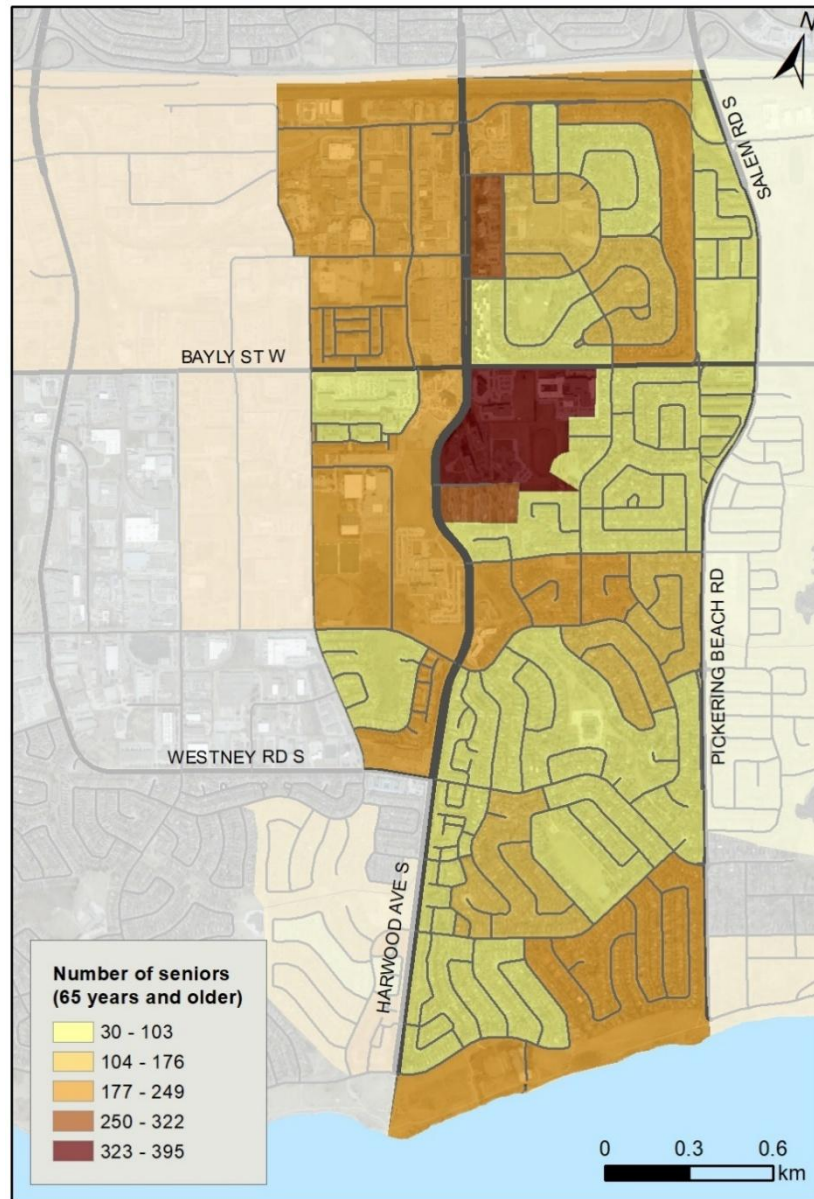 N
SALEM RD S
BAYLY ST W
PICKERING BEACH RD
WESTNEY RD S
HARWOOD AVE S
Number of seniors
(65 years and older)
30 - 103
104 - 176
177 - 249
250 - 322
323 - 395
0 0.3 0.6
km